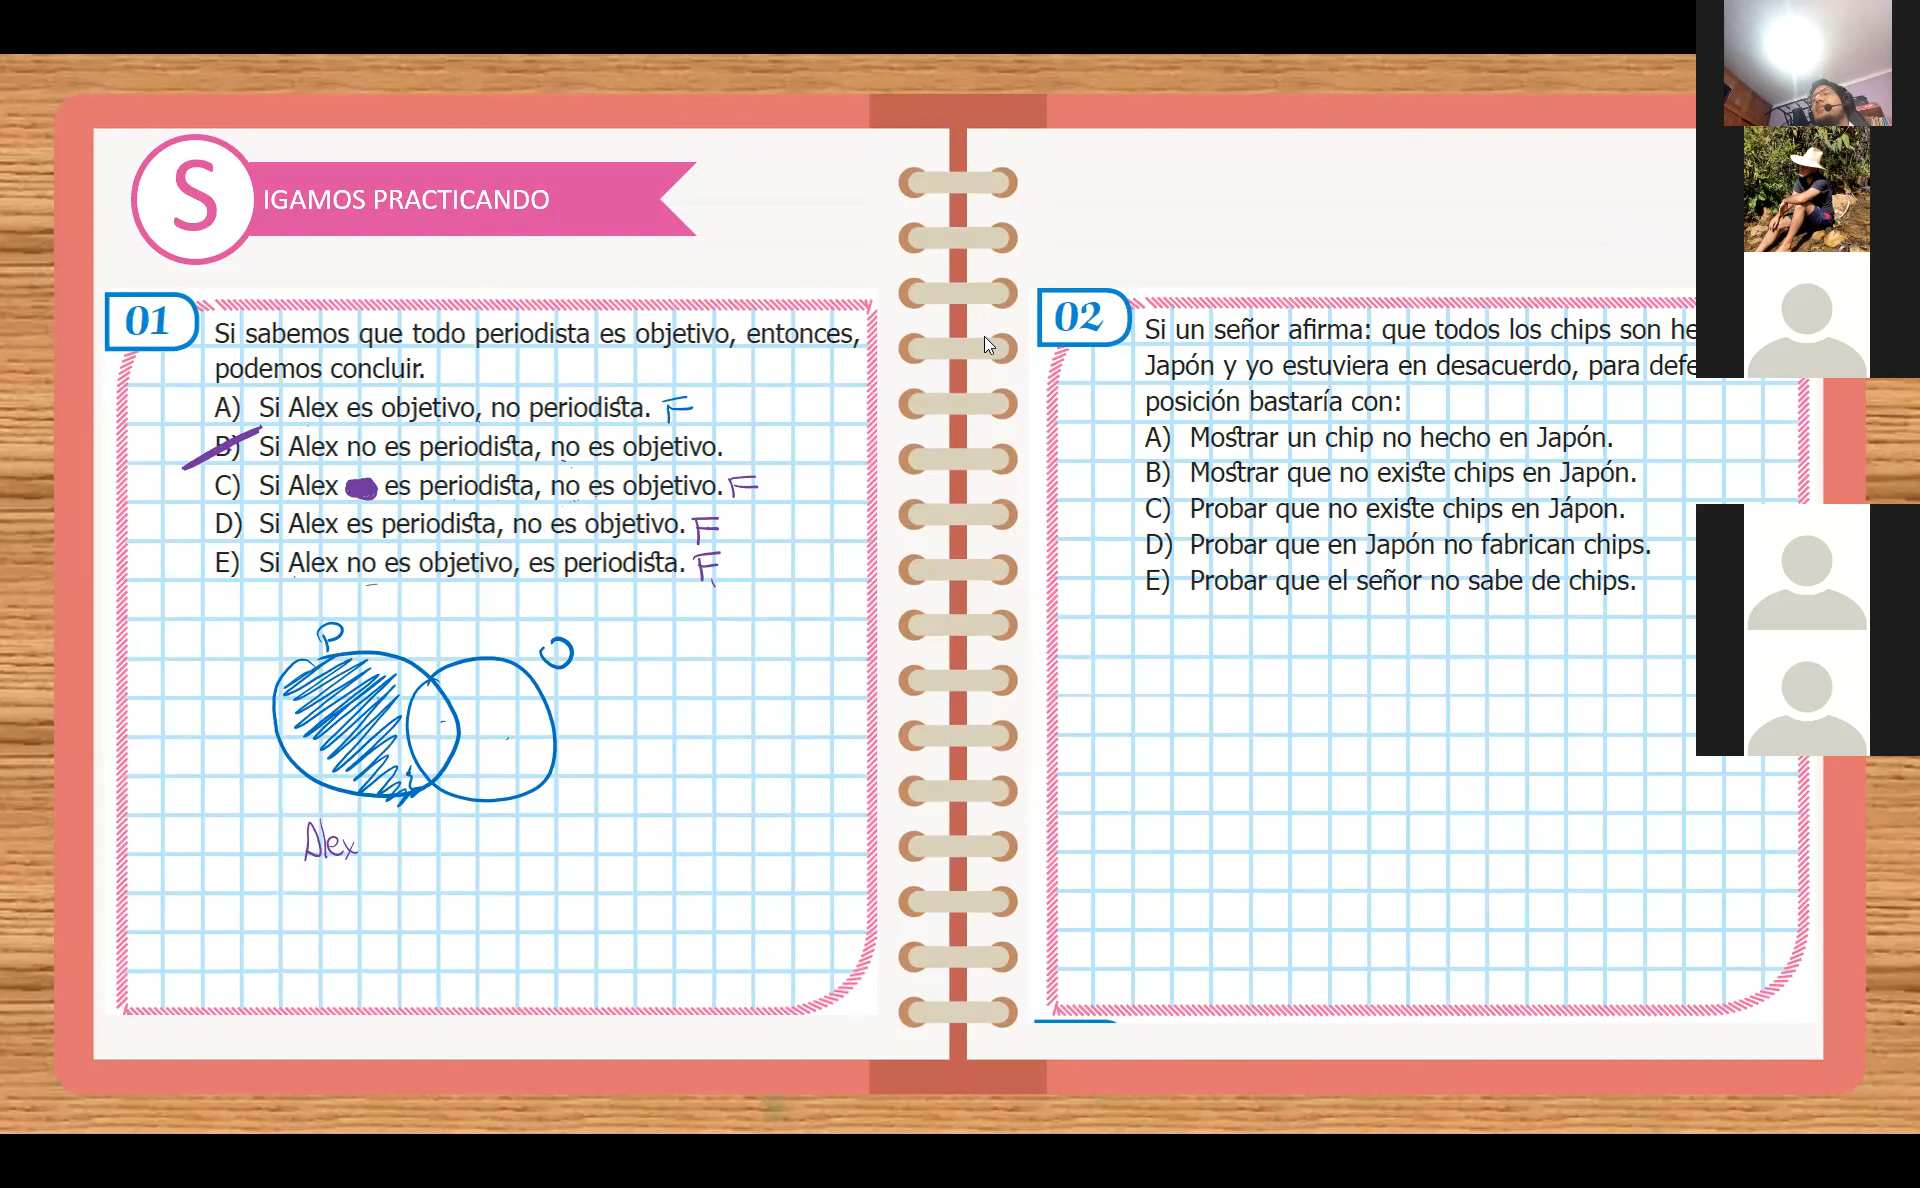 S IGAMOS PRACTICANDO
01
Si sabemos que todo periodista es objetivo, entonces,
podemos concluir.
A) Si Alex es objetivo, no periodista. F
B) Si Alex no es periodista, no es objetivo.
C) Si Alex es periodista, no es objetivo. F
D) Si Alex es periodista, no es objetivo. F
E) Si Alex no es objetivo, es periodista. F
P
O
Alex
02
Si un señor afirma: que todos los chips son he
Japón y yo estuviera en desacuerdo, para defe
posición bastaría con:
A) Mostrar un chip no hecho en Japón.
B) Mostrar que no existe chips en Japón.
C) Probar que no existe chips en Jápon.
D) Probar que en Japón no fabrican chips.
E) Probar que el señor no sabe de chips.